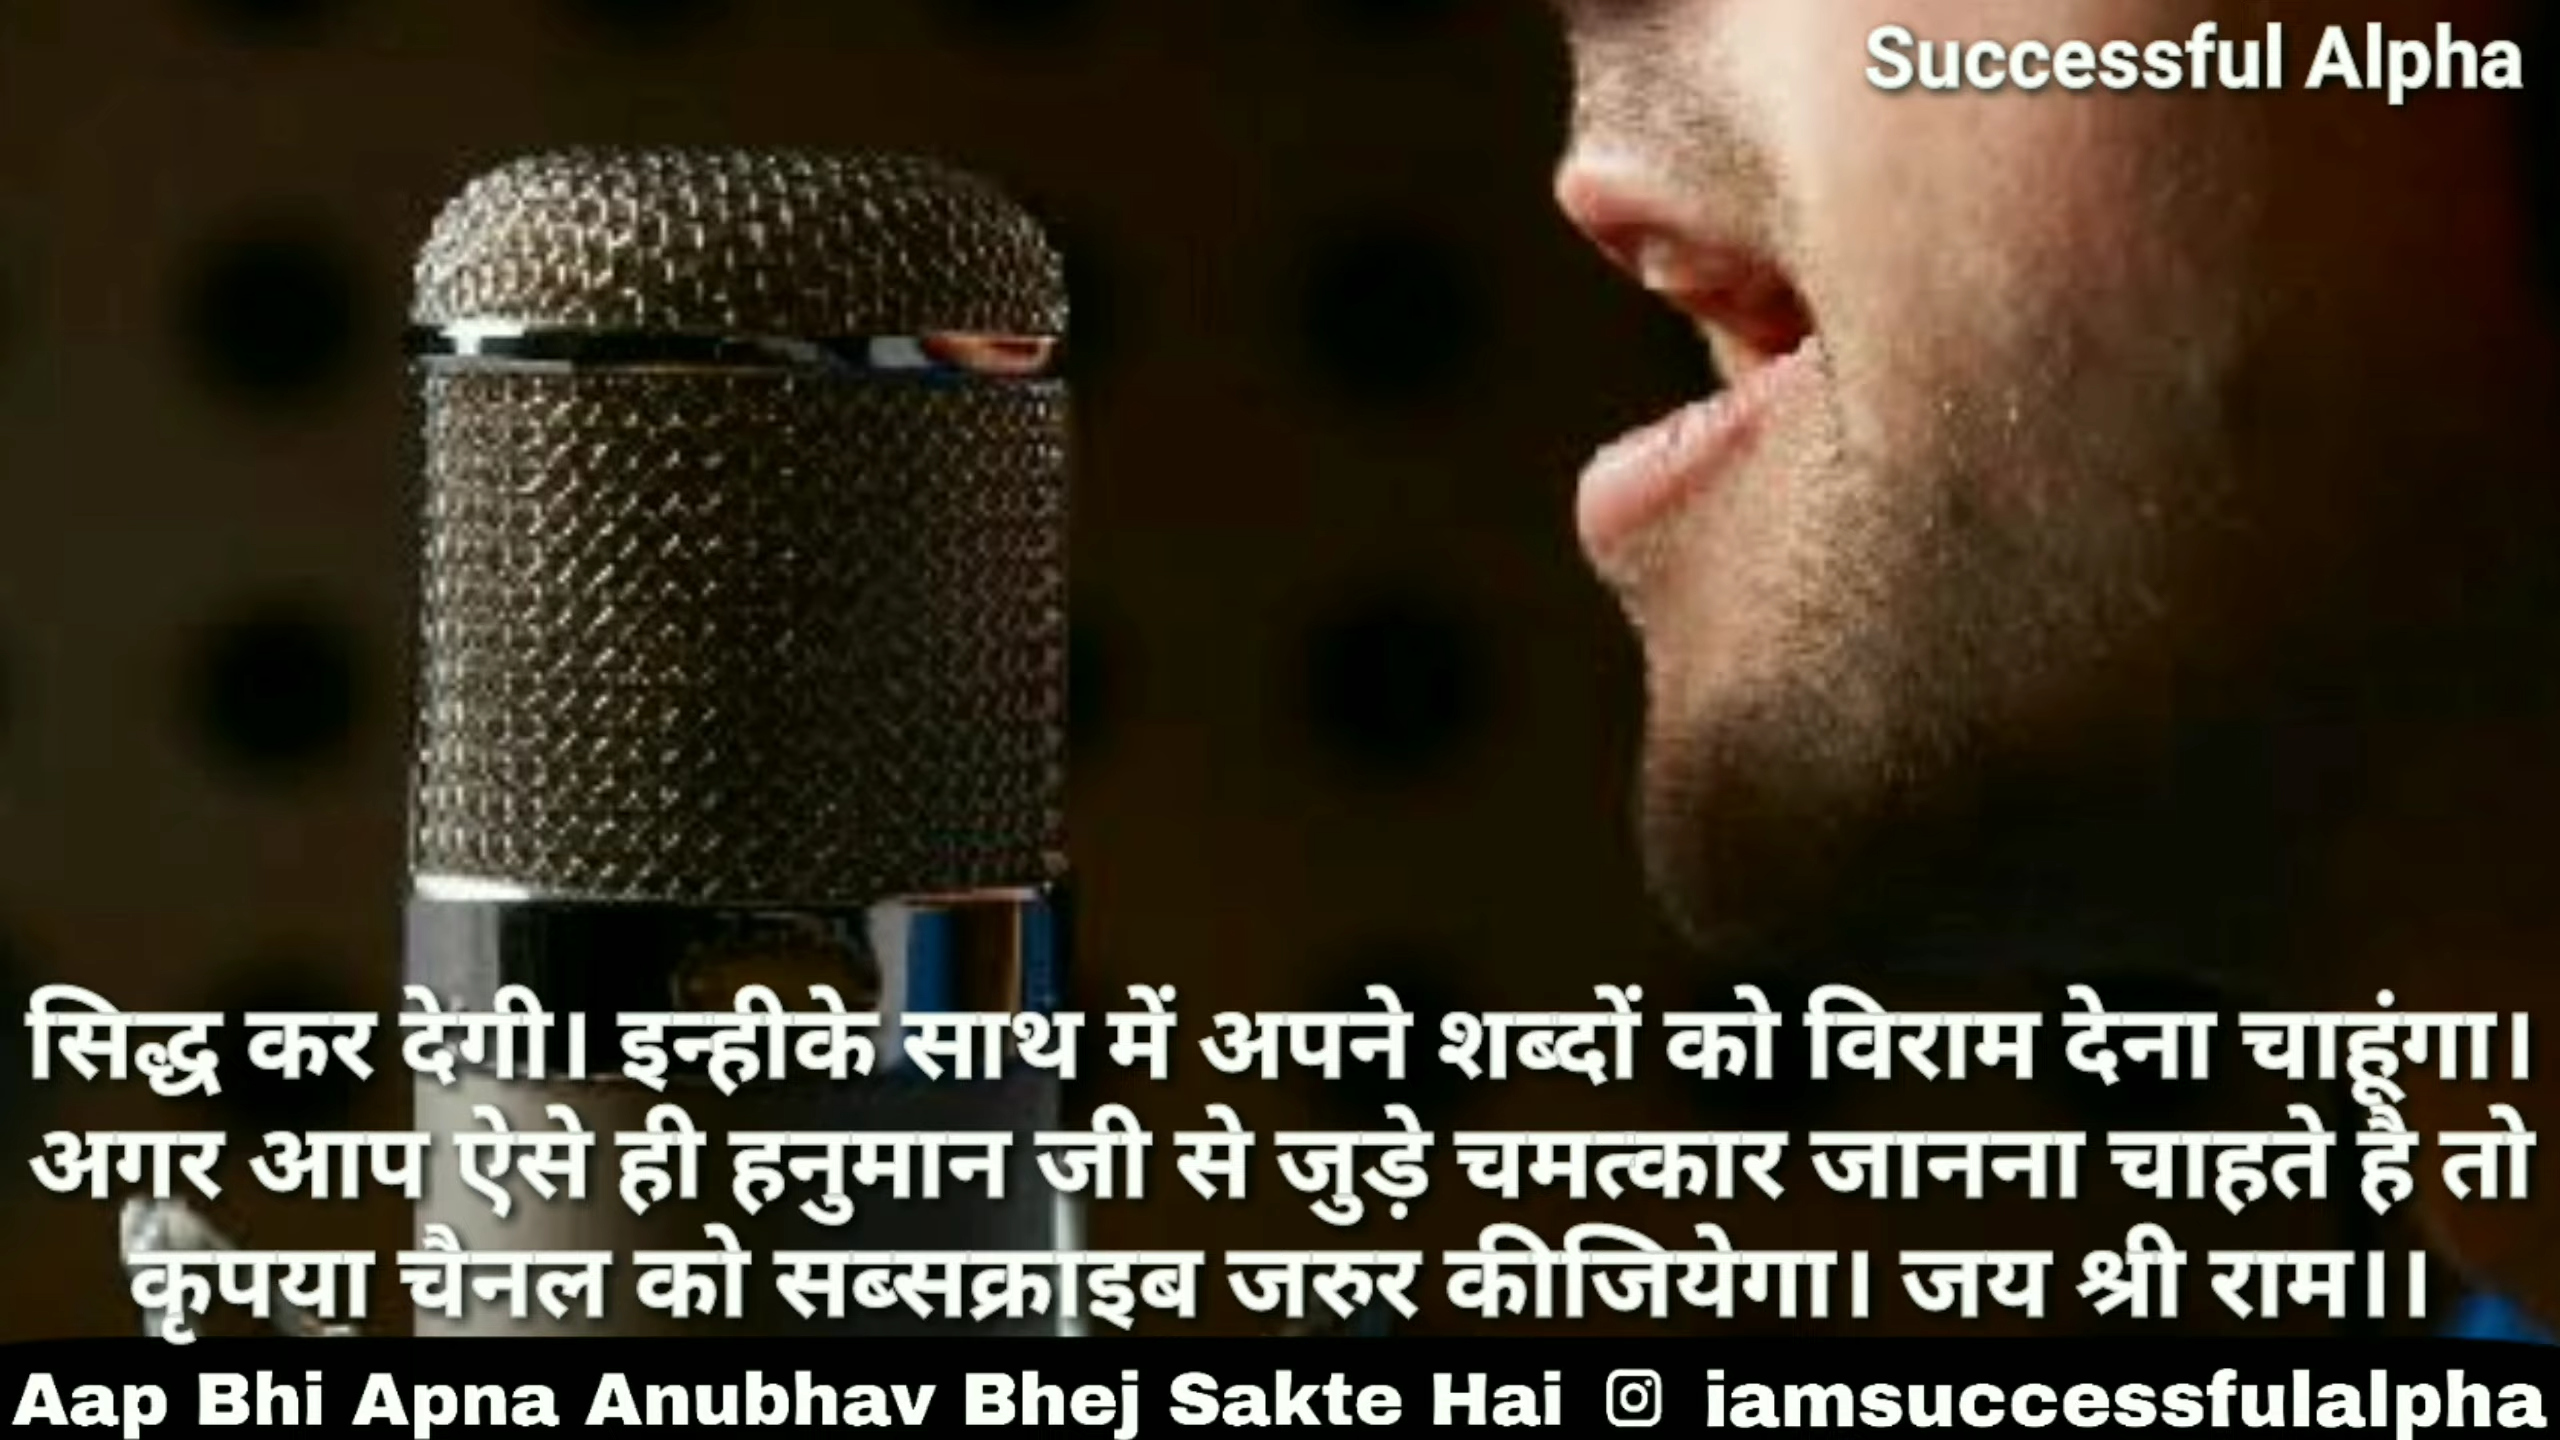 Successful Alpha
सिद्ध कर देगी। इन्हीके साथ में अपने शब्दों को विराम देना चाहूंगा।
अगर आप ऐसे ही हनुमान जी से जुड़े चमत्कार जानना चाहते है तो
कृपया चैनल को सब्सक्राइब जरुर कीजियेगा। जय श्री राम।।
Aap Bhi Apna Anubhav Bhej Sakte Hai iamsuccessfulalpha